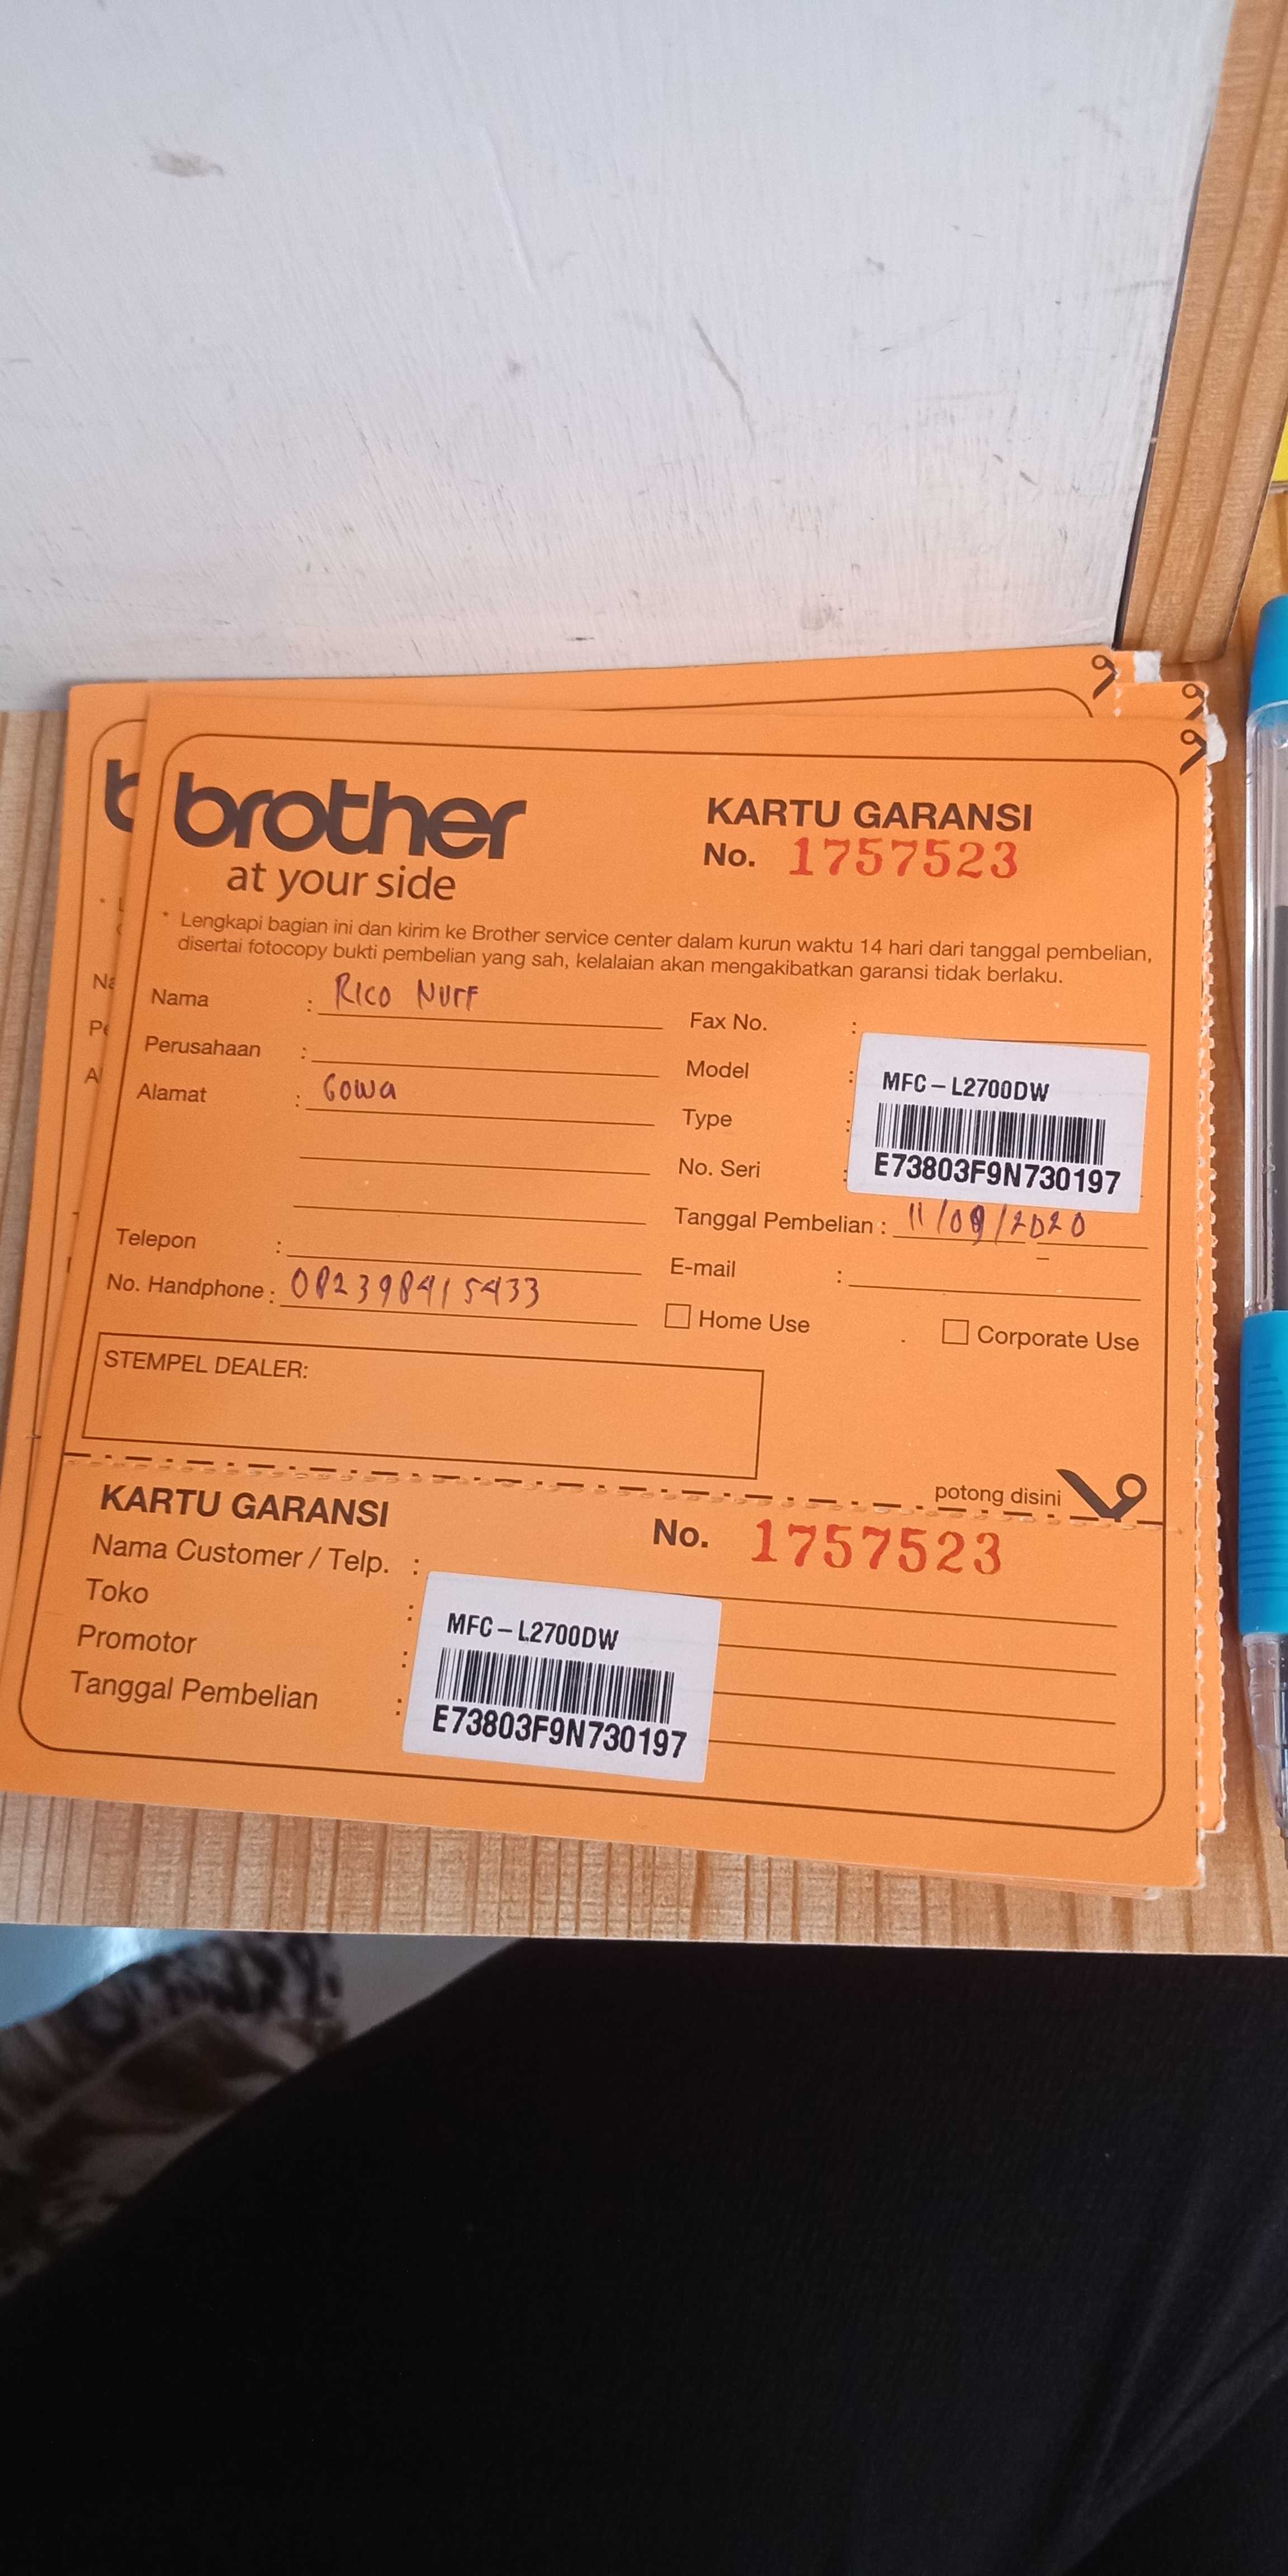 brother
at your side
KARTU GARANSI
No. 1757523
* Lengkapi bagian ini dan kirim ke Brother service center dalam kurun waktu 14 hari dari tanggal pembelian,
disertai fotocopy bukti pembelian yang sah, kelalaian akan mengakibatkan garansi tidak berlaku.
Nama : RICO NUrF
Perusahaan :
Alamat : Gowa
Telepon :
No. Handphone : 082398415433
Fax No. :
Model :
Type :
No. Seri :
MFC-L2700DW
E73803F9N730197
Tanggal Pembelian : 11/09/2020
E-mail :
Home Use
Corporate Use
STEMPEL DEALER:
potong disini
KARTU GARANSI
No. 1757523
Nama Customer / Telp. :
Toko :
Promotor :
Tanggal Pembelian :
MFC-L2700DW
E73803F9N730197